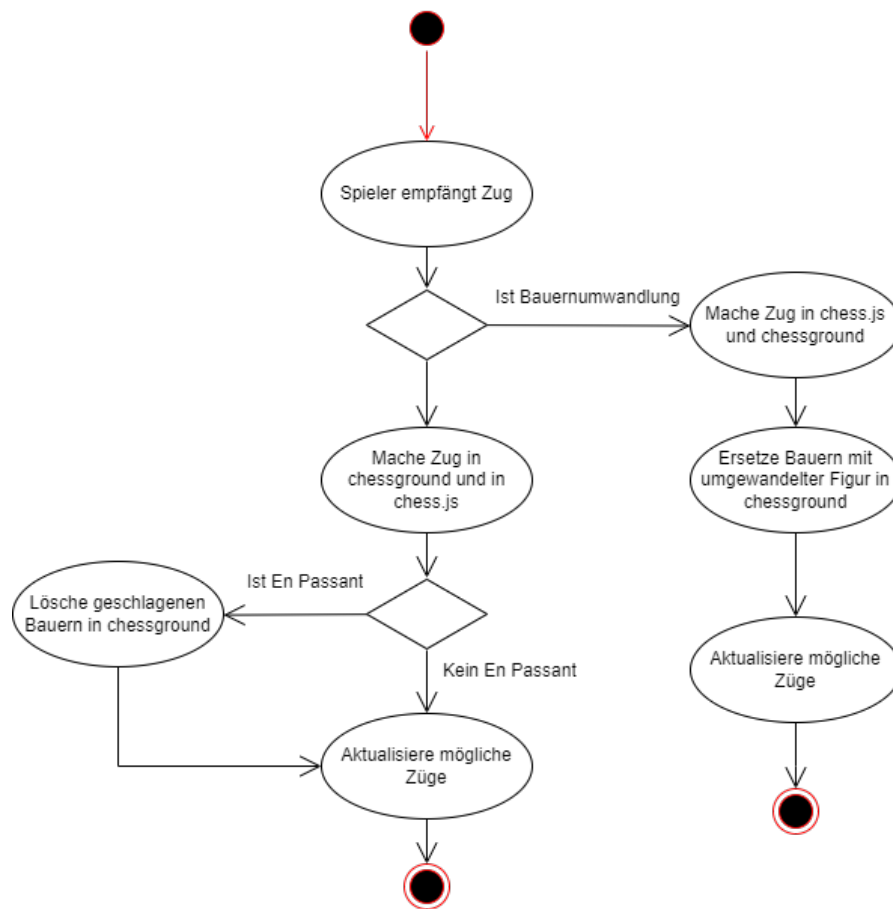 Spieler empfängt Zug
Ist Bauernumwandlung
Mache Zug in chess.js
und chessground
Mache Zug in
chessground und in
chess.js
Ersetze Bauern mit
umgewandelter Figur in
chessground
Ist En Passant
Lösche geschlagenen
Bauern in chessground
Kein En Passant
Aktualisiere mögliche
Züge
Aktualisiere mögliche
Züge